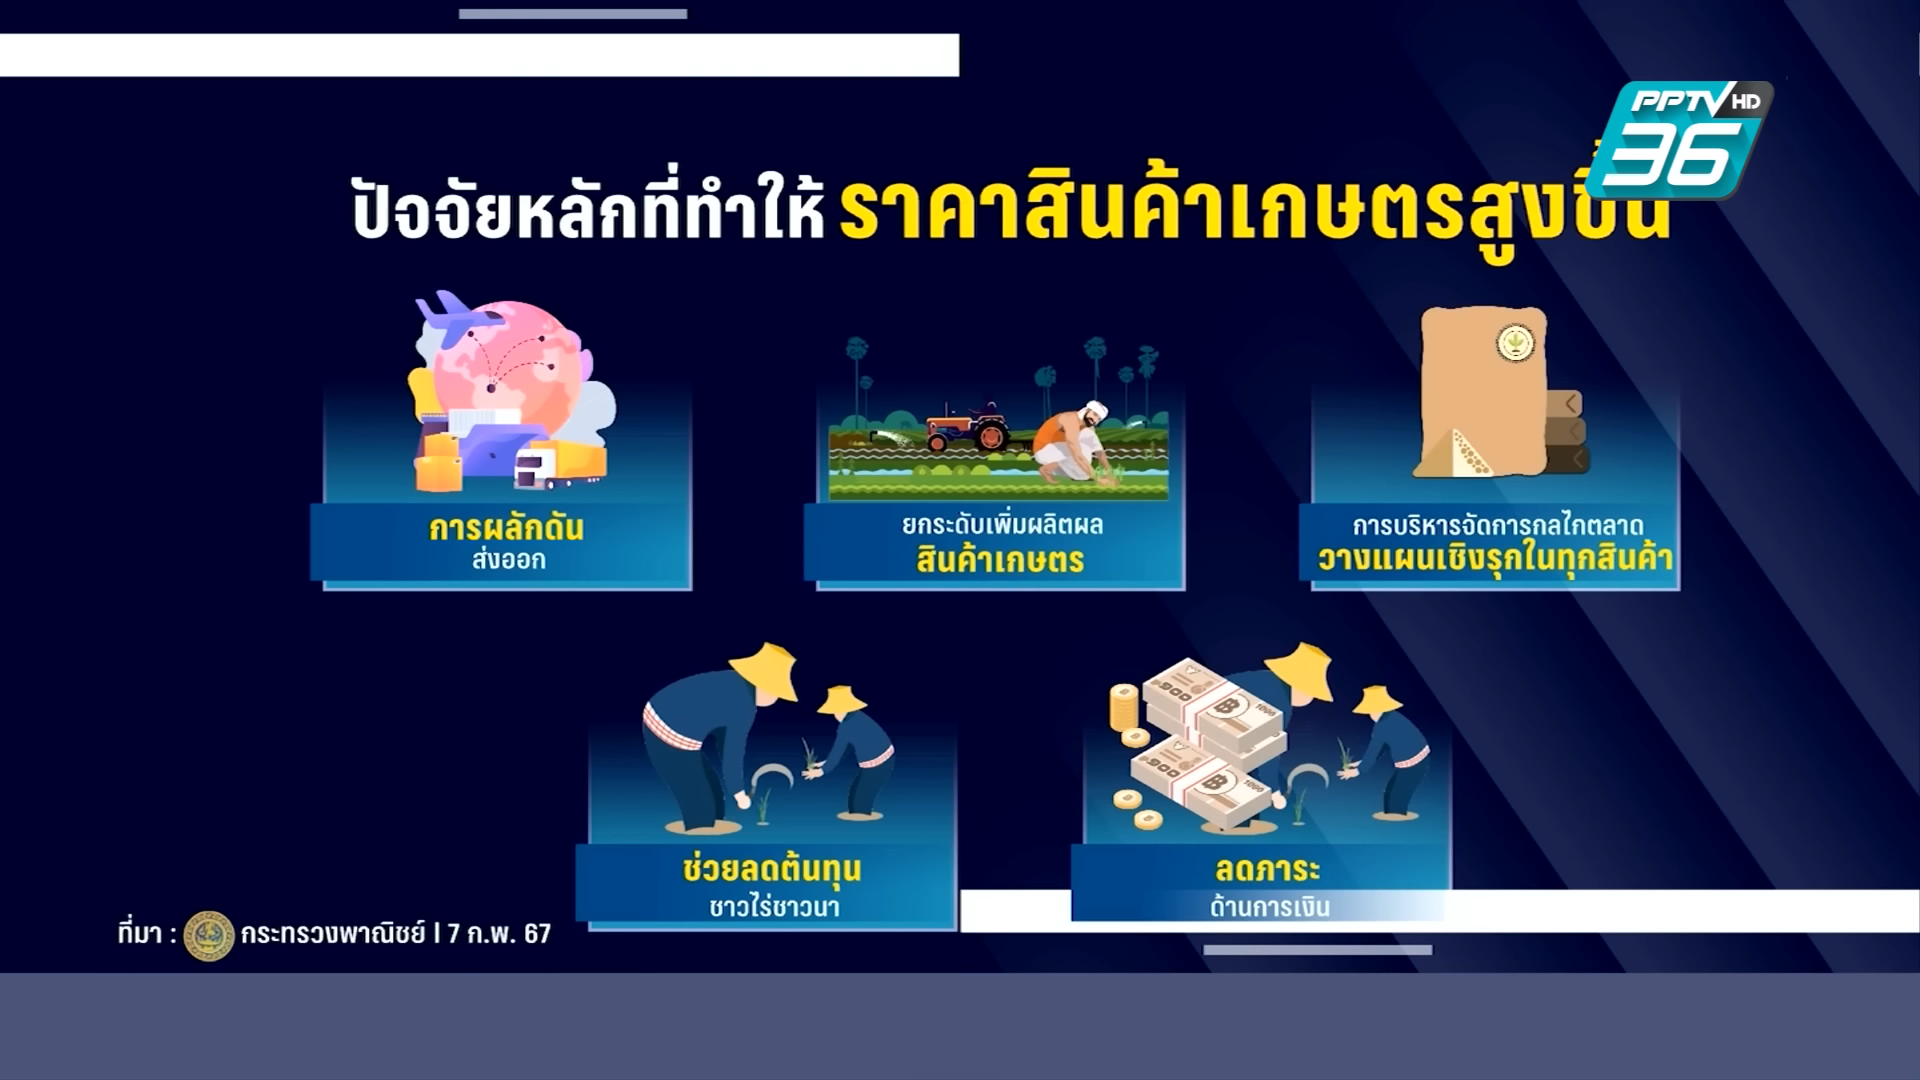 PPTV HD
36
ปัจจัยหลักที่ทำให้ ราคาสินค้าเกษตรสูงขึ้น
การผลักดัน
ส่งออก
ยกระดับเพิ่มผลิตผล
สินค้าเกษตร
การบริหารจัดการกลไกตลาด
วางแผนเชิงรุกในทุกสินค้า
1000
1000
ช่วยลดต้นทุน
ชาวไร่ชาวนา
ลดภาระ
ด้านการเงิน
ที่มา : กระทรวงพาณิชย์ | 7 ก.พ. 67